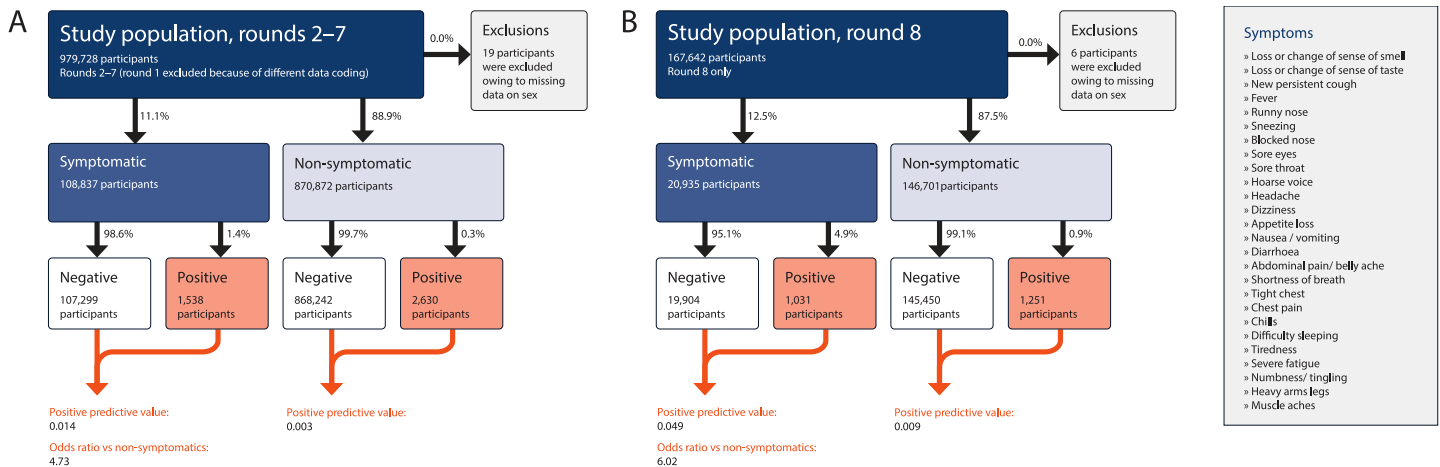 A
Study population, rounds 2–7
979,728 participants
Rounds 2–7 (round 1 excluded because of different data coding)
0.0%
Exclusions
19 participants
were excluded
owing to missing
data on sex
11.1%
88.9%
Symptomatic
108,837 participants
Non-symptomatic
870,872 participants
98.6%
1.4%
99.7%
0.3%
Negative
107,299
participants
Positive
1,538
participants
Negative
868,242
participants
Positive
2,630
participants
Positive predictive value:
0.014
Odds ratio vs non-symptomatics:
4.73
Positive predictive value:
0.003
B
Study population, round 8
167,642 participants
Round 8 only
0.0%
Exclusions
6 participants
were excluded
owing to missing
data on sex
12.5%
87.5%
Symptomatic
20,935 participants
Non-symptomatic
146,701participants
95.1%
4.9%
99.1%
0.9%
Negative
19,904
participants
Positive
1,031
participants
Negative
145,450
participants
Positive
1,251
participants
Positive predictive value:
0.049
Odds ratio vs non-symptomatics:
6.02
Positive predictive value:
0.009
Symptoms
» Loss or change of sense of smell
» Loss or change of sense of taste
» New persistent cough
» Fever
» Runny nose
» Sneezing
» Blocked nose
» Sore eyes
» Sore throat
» Hoarse voice
» Headache
» Dizziness
» Appetite loss
» Nausea / vomiting
» Diarrhoea
» Abdominal pain/ belly ache
» Shortness of breath
» Tight chest
» Chest pain
» Chills
» Difficulty sleeping
» Tiredness
» Severe fatigue
» Numbness/ tingling
» Heavy arms legs
» Muscle aches